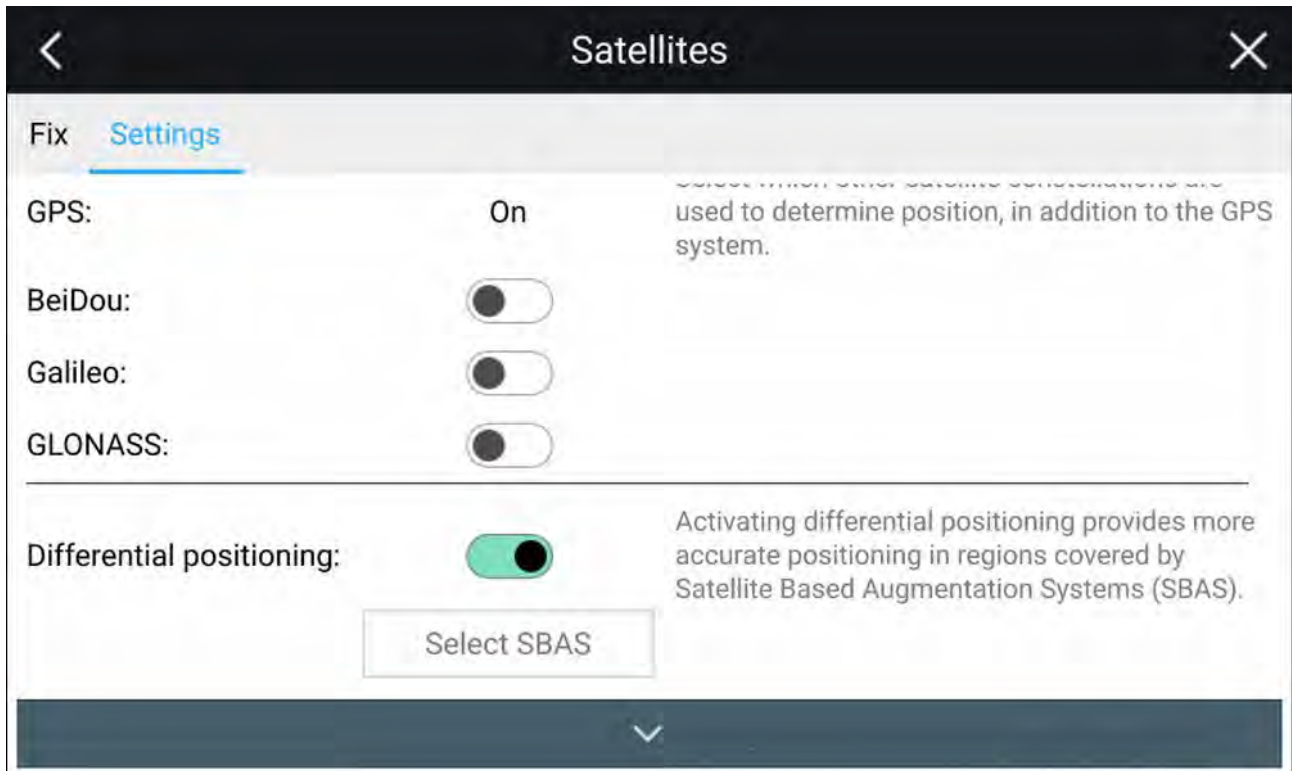 Satellites
Fix Settings
GPS: On
used to determine position, in addition to the GPS
system.
BeiDou:
Galileo:
GLONASS:
Differential positioning:
Activating differential positioning provides more
accurate positioning in regions covered by
Satellite Based Augmentation Systems (SBAS).
Select SBAS